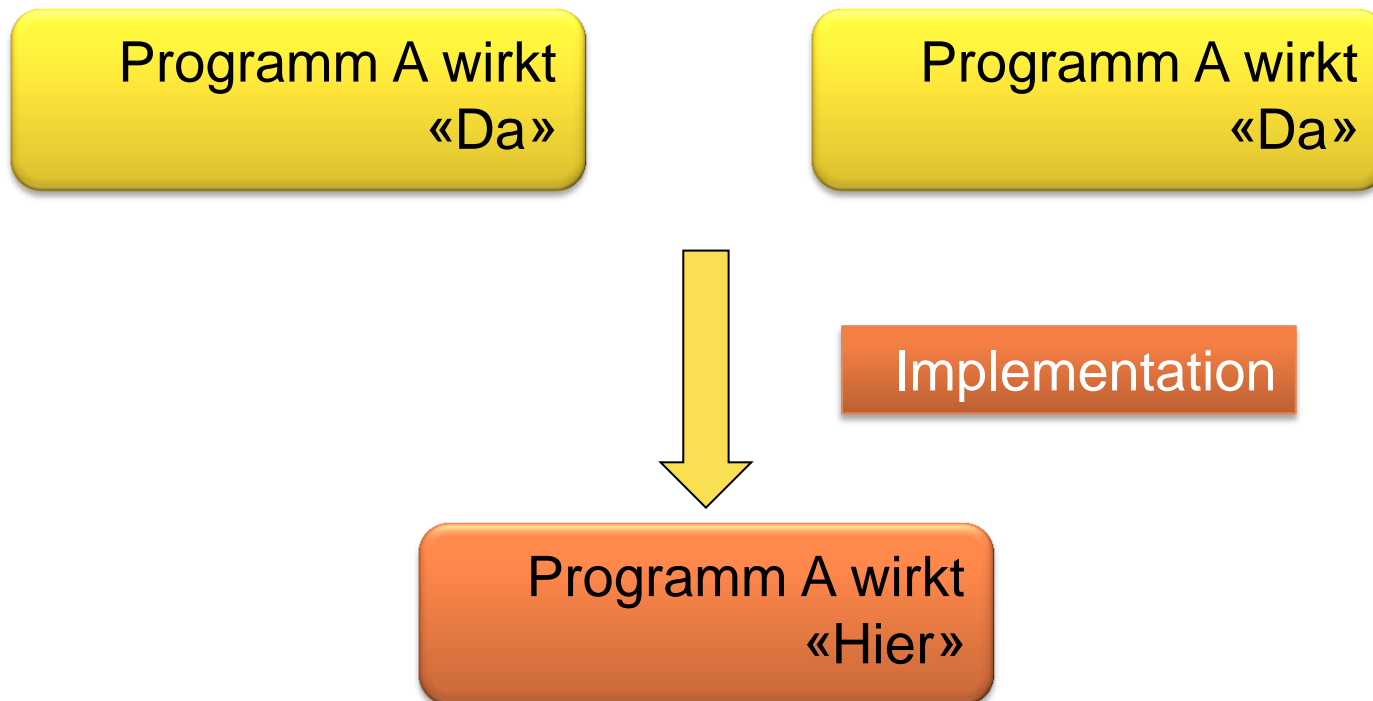 Programm A wirkt
«Da»
Programm A wirkt
«Da»
Implementation
Programm A wirkt
«Hier»